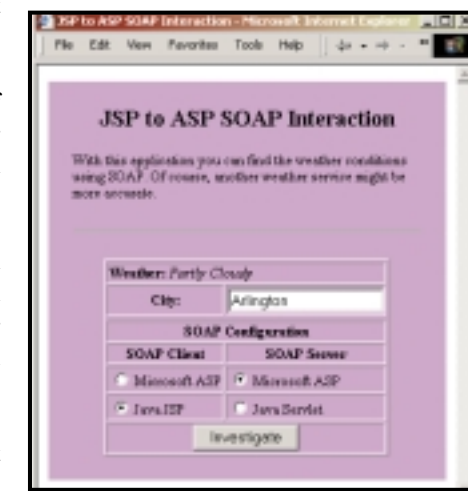 JSP to ASP SOAP Interaction - Microsoft Internet Explorer
File Edit View Favorites Tools Help
JSP to ASP SOAP Interaction
With this application you can find the weather conditions
using SOAP. Of course, another weather service might be
more accurate.
Weather: Partly Cloudy
City: Arlington
SOAP Configuration
SOAP Client SOAP Server
Microsoft ASP Microsoft ASP
Java JSP Java Servlet
Investigate